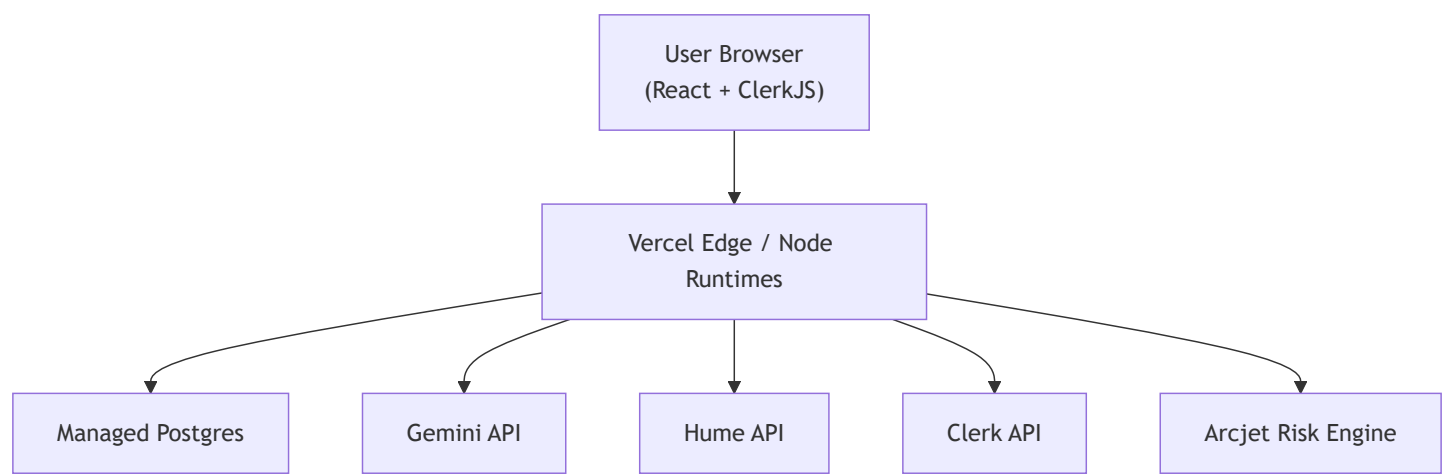 User Browser
(React + ClerkJS)
Vercel Edge / Node
Runtimes
Managed Postgres
Gemini API
Hume API
Clerk API
Arcjet Risk Engine